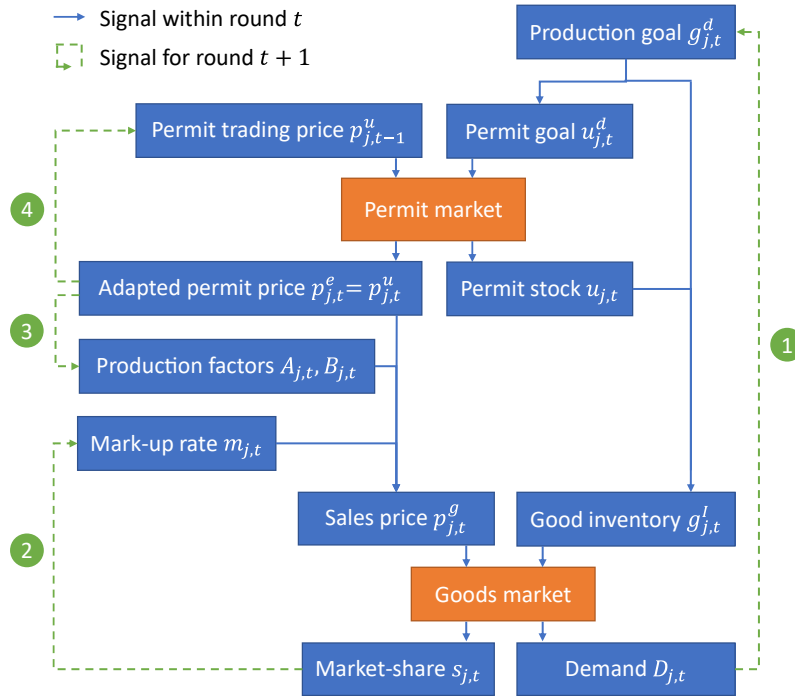 Signal within round t
Signal for round t + 1
Production goal g^d_{j,t}
Permit trading price p^u_{j,t−1}
Permit goal u^d_{j,t}
Permit market
4
Adapted permit price p^e_{j,t} = p^u_{j,t}
Permit stock u_{j,t}
3
1
Production factors A_{j,t}, B_{j,t}
Mark-up rate m_{j,t}
Sales price p^g_{j,t}
Good inventory g^I_{j,t}
2
Goods market
Market-share s_{j,t}
Demand D_{j,t}